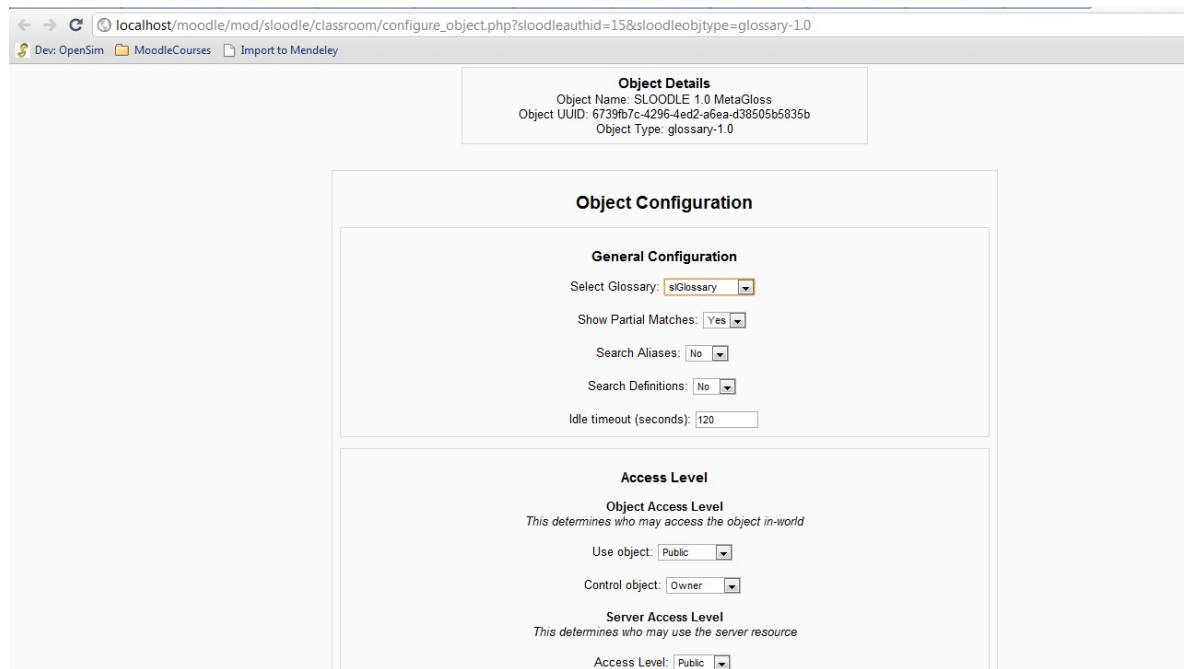 localhost/moodle/mod/sloodle/classroom/configure_object.php?sloodleauthid=15&sloodleobjtype=glossary-1.0
Dev: OpenSim MoodleCourses Import to Mendeley
Object Details
Object Name: SLOODLE 1.0 MetaGloss
Object UUID: 6739fb7c-4296-4ed2-a6ea-d38505b5835b
Object Type: glossary-1.0
Object Configuration
General Configuration
Select Glossary: slGlossary
Show Partial Matches: Yes
Search Aliases: No
Search Definitions: No
Idle timeout (seconds): 120
Access Level
Object Access Level
This determines who may access the object in-world
Use object: Public
Control object: Owner
Server Access Level
This determines who may use the server resource
Access Level: Public